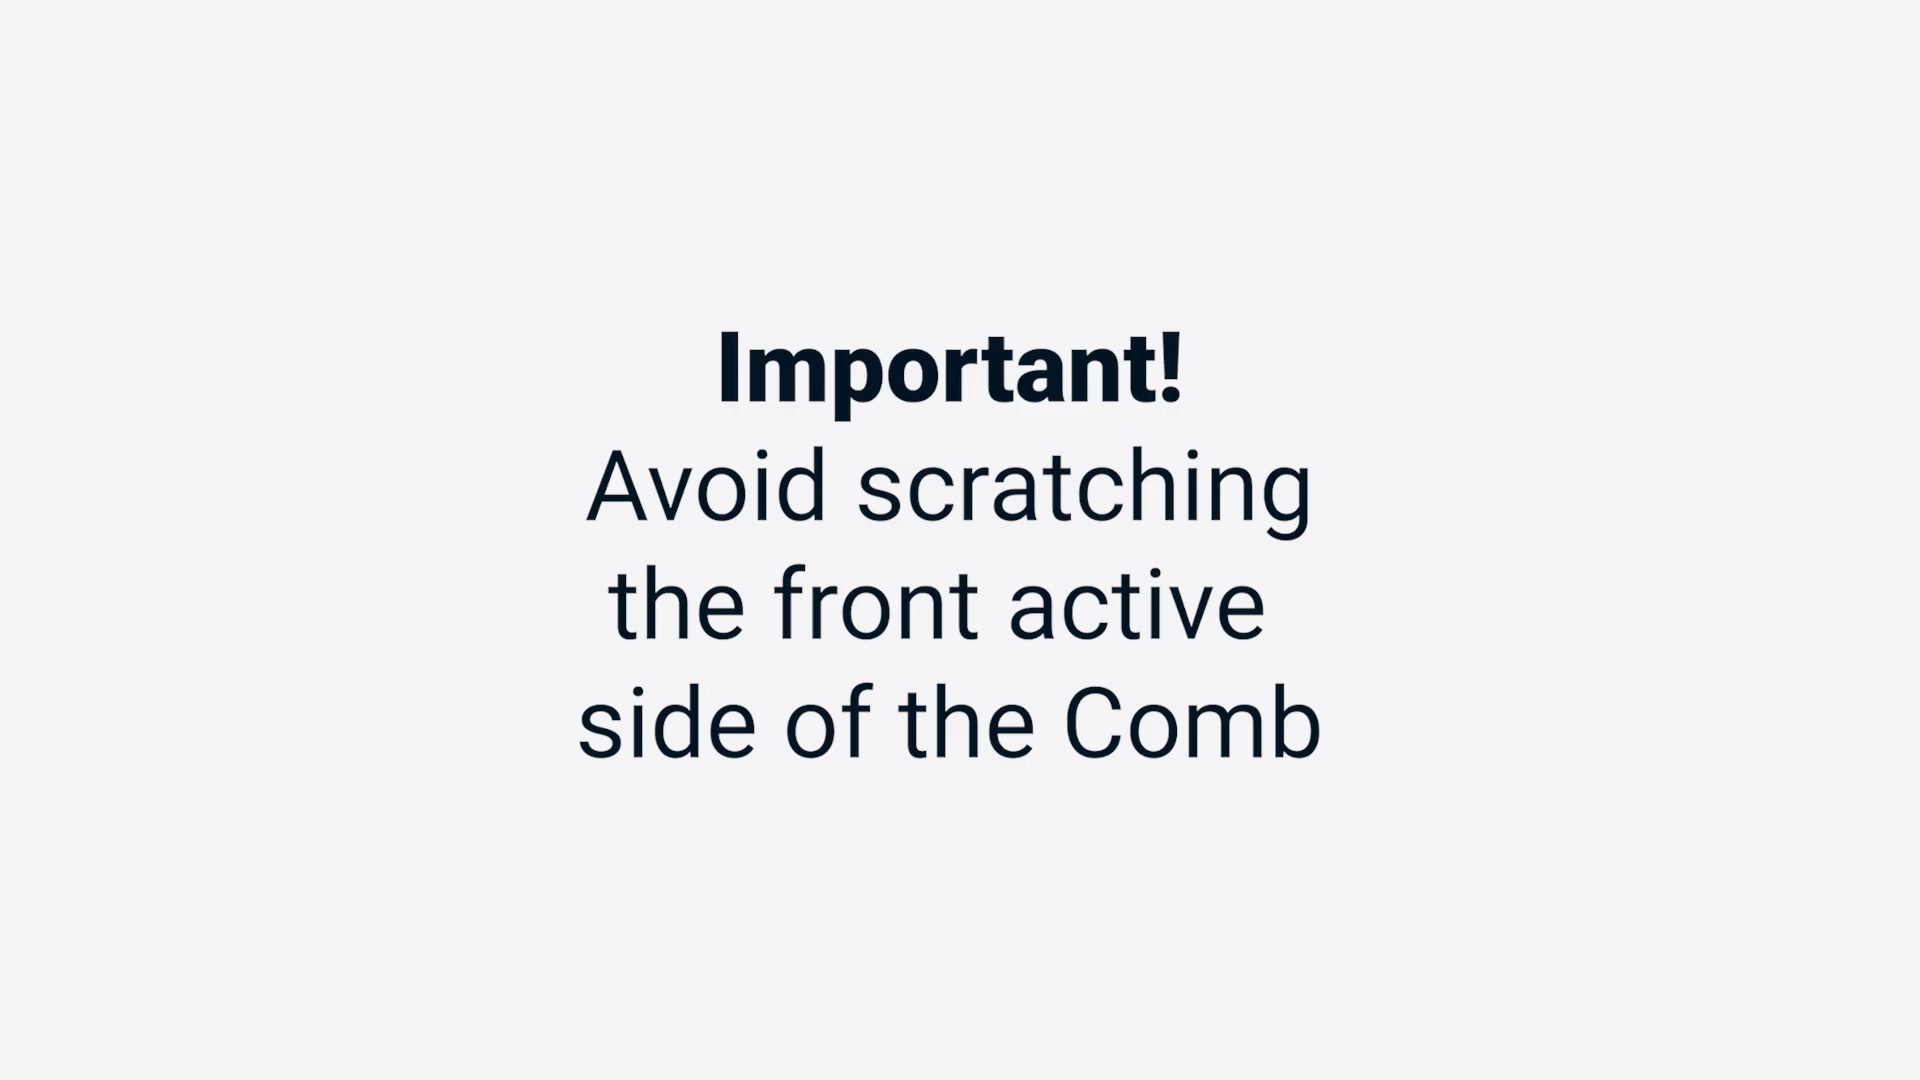 Important!
Avoid scratching
the front active
side of the Comb